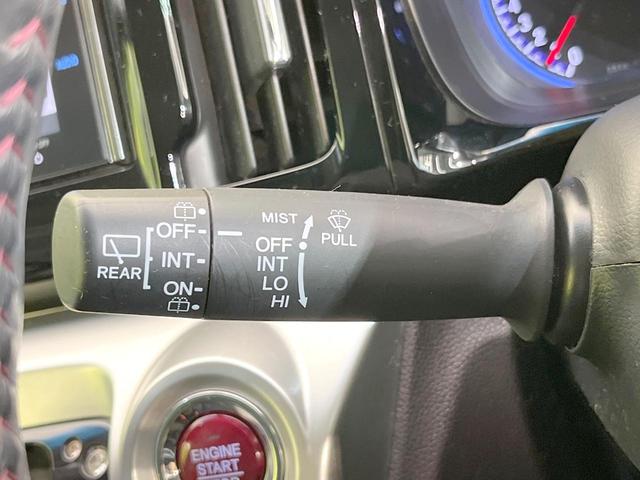 OFF
INT
ON
REAR
MIST
OFF
INT
LO
HI
PULL
ENGINE
START